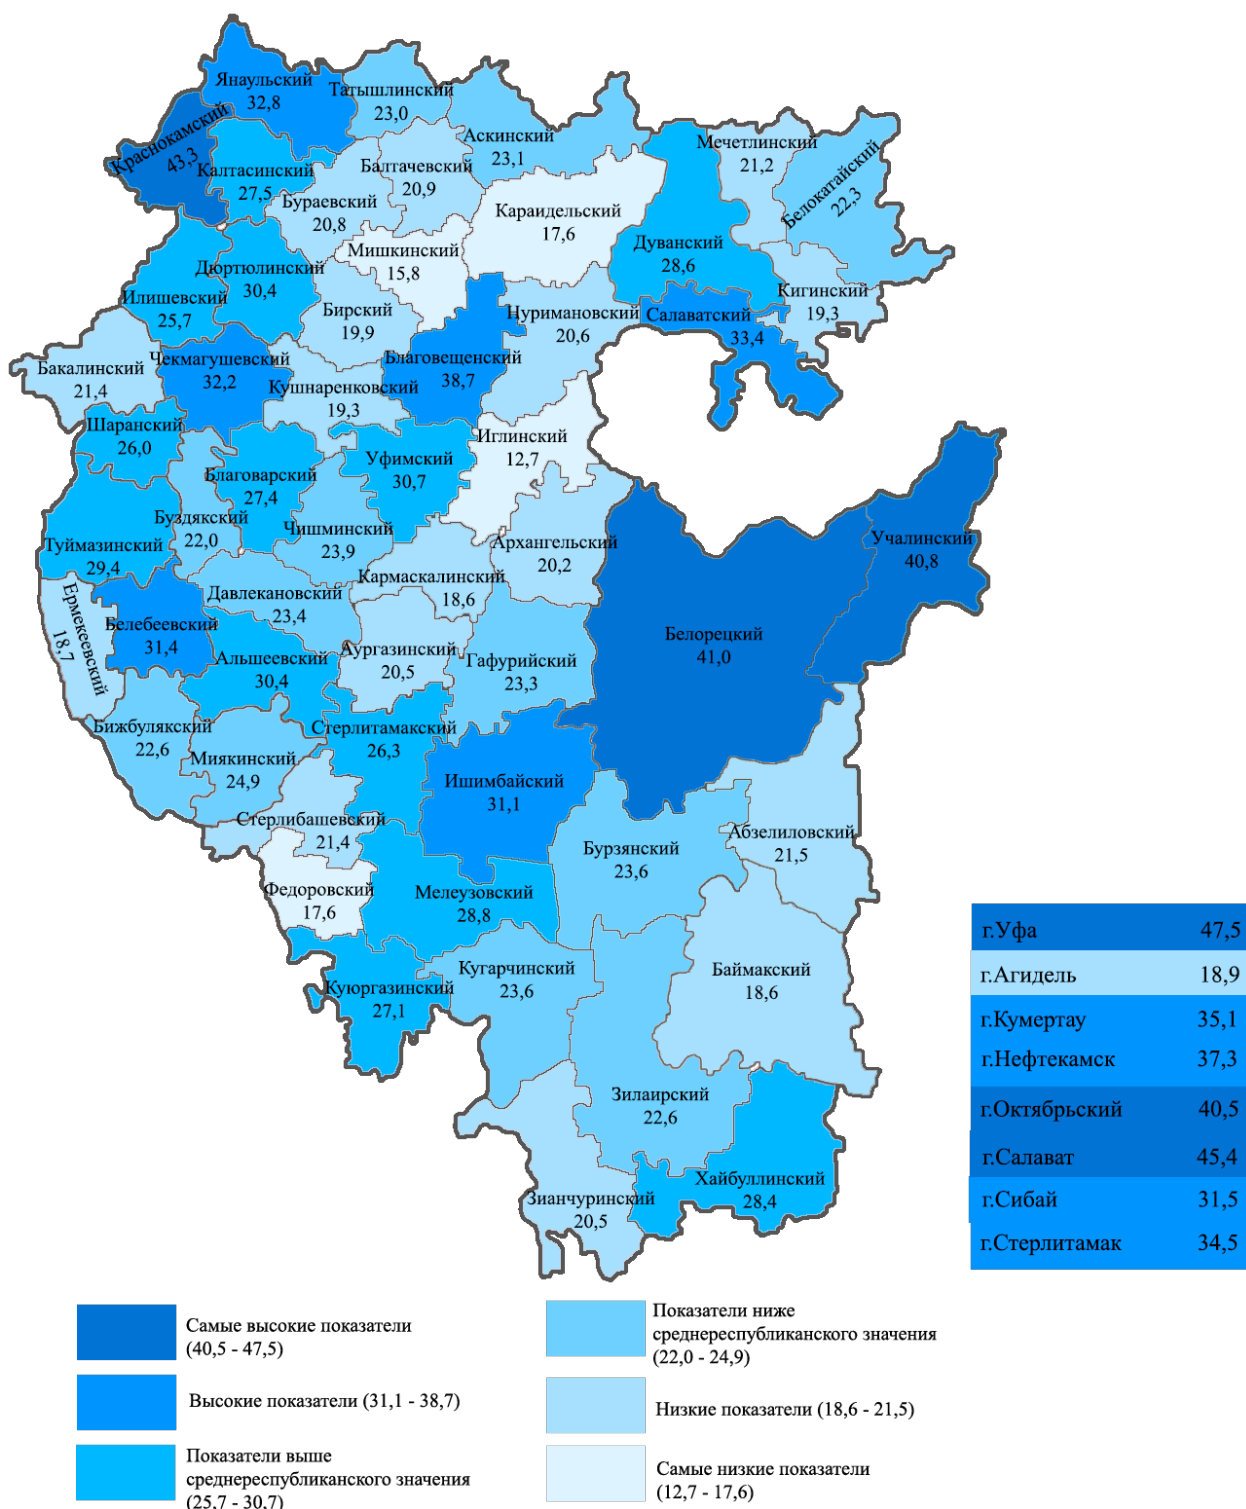 Янаульский
32,8
Татышлинский
23,0
Краснокамский
43,3
Аскинский
23,1
Мечетлинский
21,2
Белокатайский
22,3
Калтасинский
27,5
Балтачевский
20,9
Бураевский
20,8
Караидельский
17,6
Мишкинский
15,8
Дуванский
28,6
Дюртюлинский
30,4
Илишевский
25,7
Кигинский
19,3
Бирский
19,9
Нуримановский
20,6
Салаватский
33,4
Бакалинский
21,4
Чекмагушевский
32,2
Благовещенский
38,7
Кушнаренковский
19,3
Шаранский
26,0
Иглинский
12,7
Уфимский
30,7
Благоварский
27,4
Буздякский
22,0
Чишминский
23,9
Туймазинский
29,4
Архангельский
20,2
Учалинский
40,8
Кармаскалинский
18,6
Давлекановский
23,4
Ермекеевский
18,7
Белебеевский
31,4
Белорецкий
41,0
Альшеевский
30,4
Аургазинский
20,5
Гафурийский
23,3
Бижбулякский
22,6
Стерлитамакский
26,3
Миякинский
24,9
Ишимбайский
31,1
Стерлибашевский
21,4
Абзелиловский
21,5
Бурзянский
23,6
Федоровский
17,6
Мелеузовский
28,8
Баймакский
18,6
Кугарчинский
23,6
Куюргазинский
27,1
Зилаирский
22,6
Хайбуллинский
28,4
Зианчуринский
20,5
г.Уфа 47,5
г.Агидель 18,9
г.Кумертау 35,1
г.Нефтекамск 37,3
г.Октябрьский 40,5
г.Салават 45,4
г.Сибай 31,5
г.Стерлитамак 34,5
Самые высокие показатели
(40,5 - 47,5)
Высокие показатели (31,1 - 38,7)
Показатели выше
среднереспубликанского значения
(25,7 - 30,7)
Показатели ниже
среднереспубликанского значения
(22,0 - 24,9)
Низкие показатели (18,6 - 21,5)
Самые низкие показатели
(12,7 - 17,6)